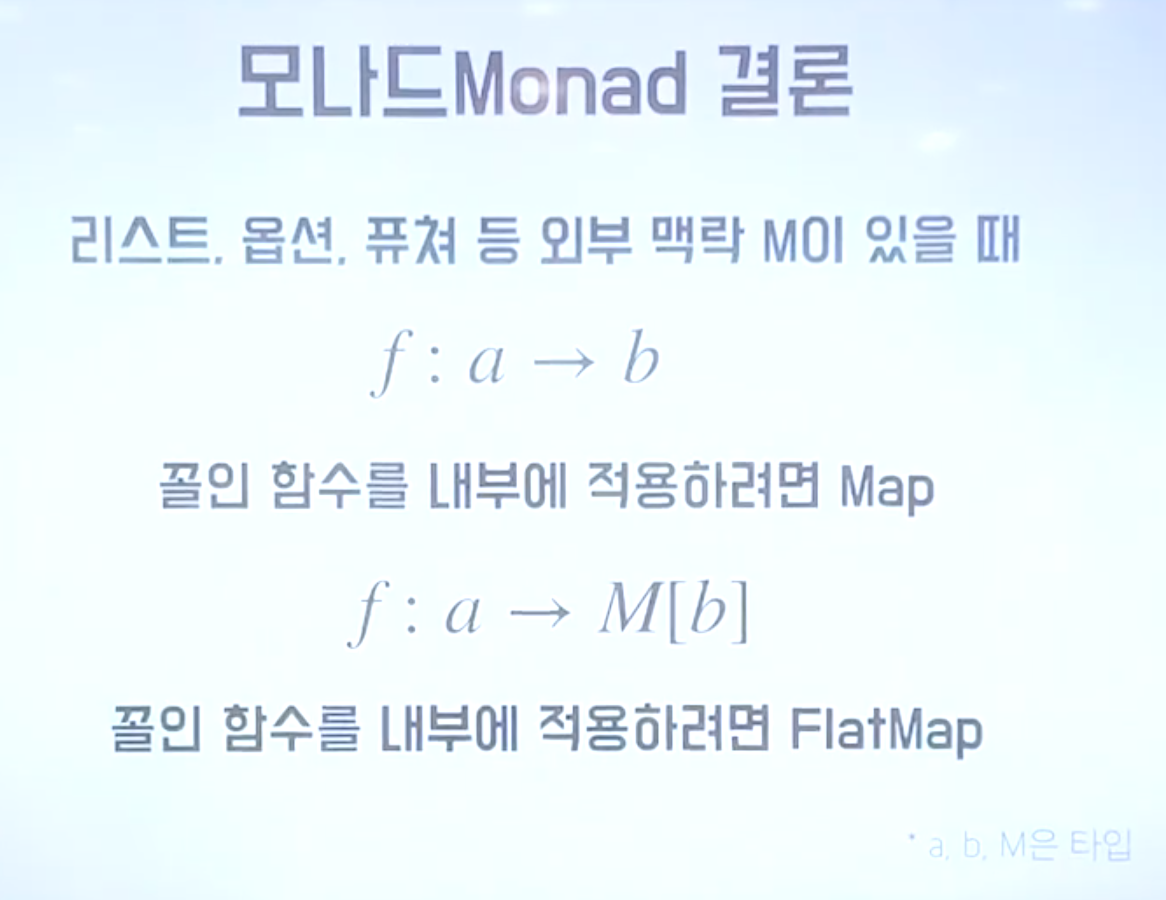 모나드Monad 결론
리스트, 옵션, 퓨쳐 등 외부 맥락 M이 있을 때
f : a → b
꼴인 함수를 내부에 적용하려면 Map
f : a → M[b]
꼴인 함수를 내부에 적용하려면 FlatMap
* a, b, M은 타입